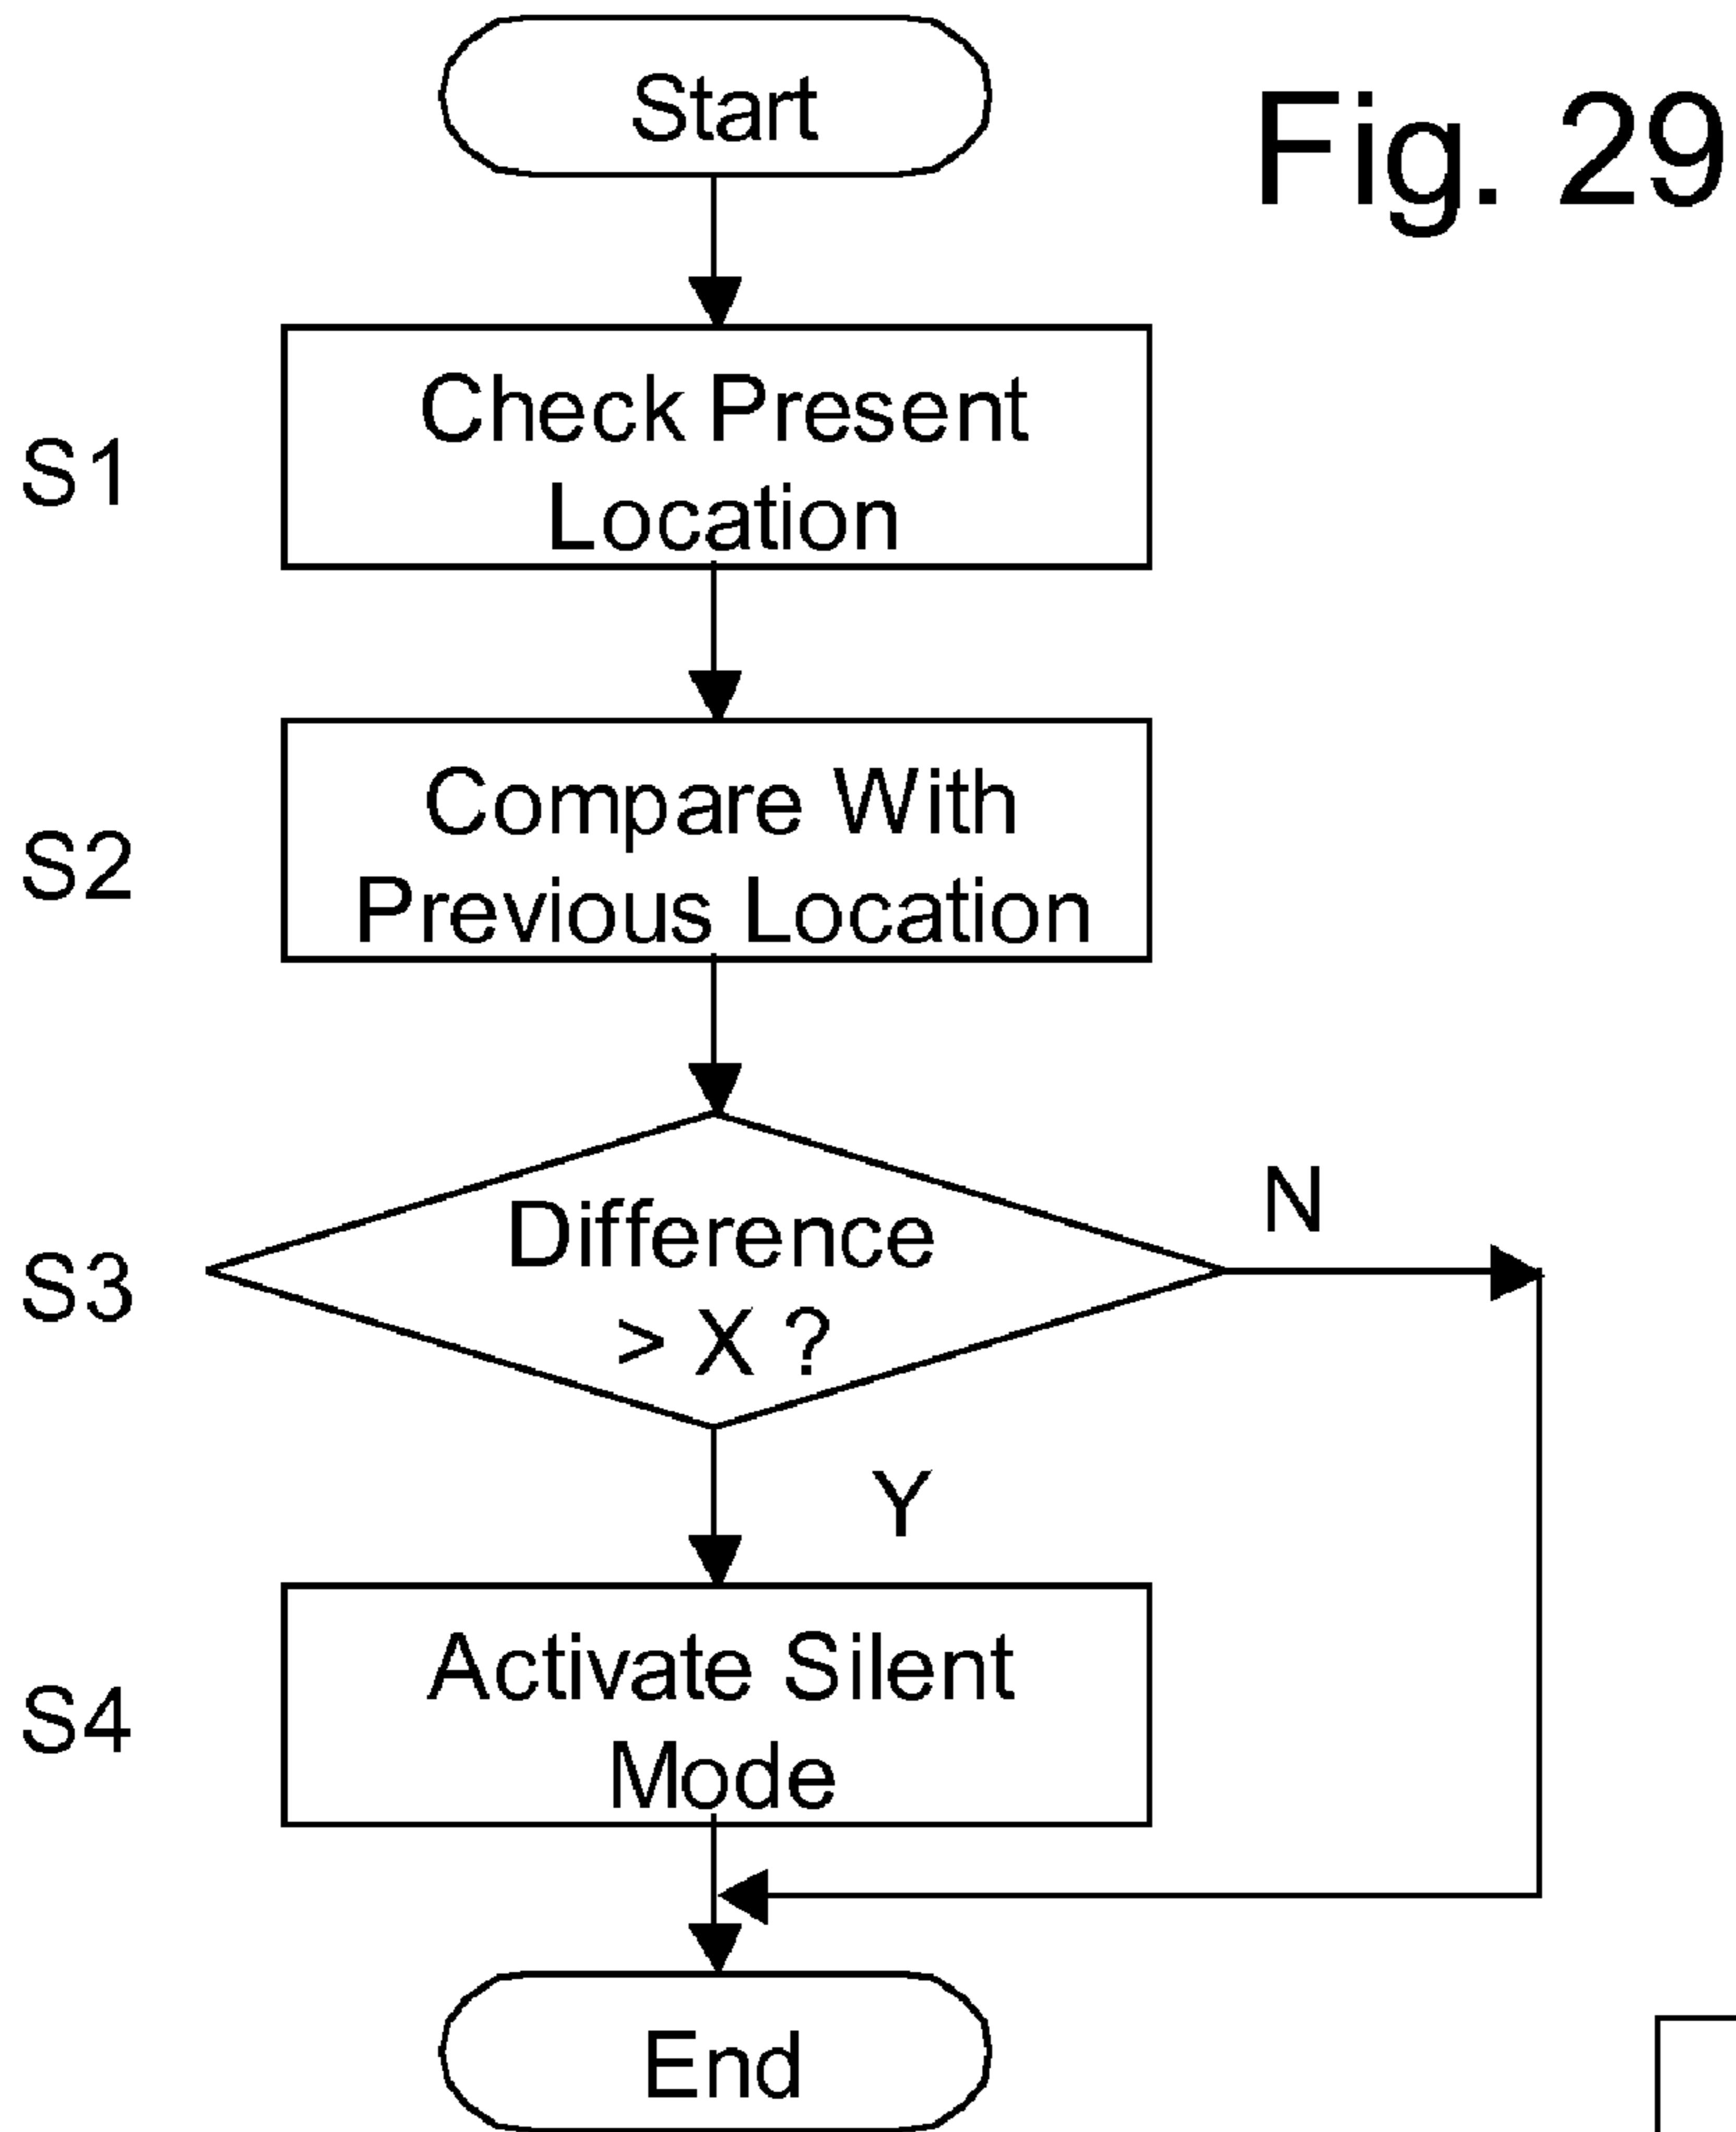 Start
Fig. 29
S1
Check Present
Location
S2
Compare With
Previous Location
S3
Difference
> X ?
N
Y
S4
Activate Silent
Mode
End